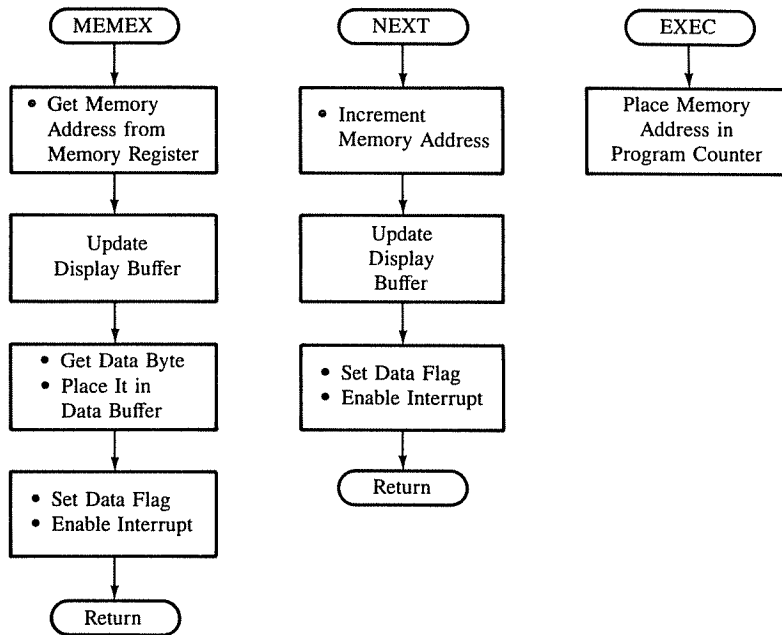 MEMEX
• Get Memory
Address from
Memory Register
Update
Display Buffer
• Get Data Byte
• Place It in
Data Buffer
• Set Data Flag
• Enable Interrupt
Return
NEXT
• Increment
Memory Address
Update
Display
Buffer
• Set Data Flag
• Enable Interrupt
Return
EXEC
Place Memory
Address in
Program Counter